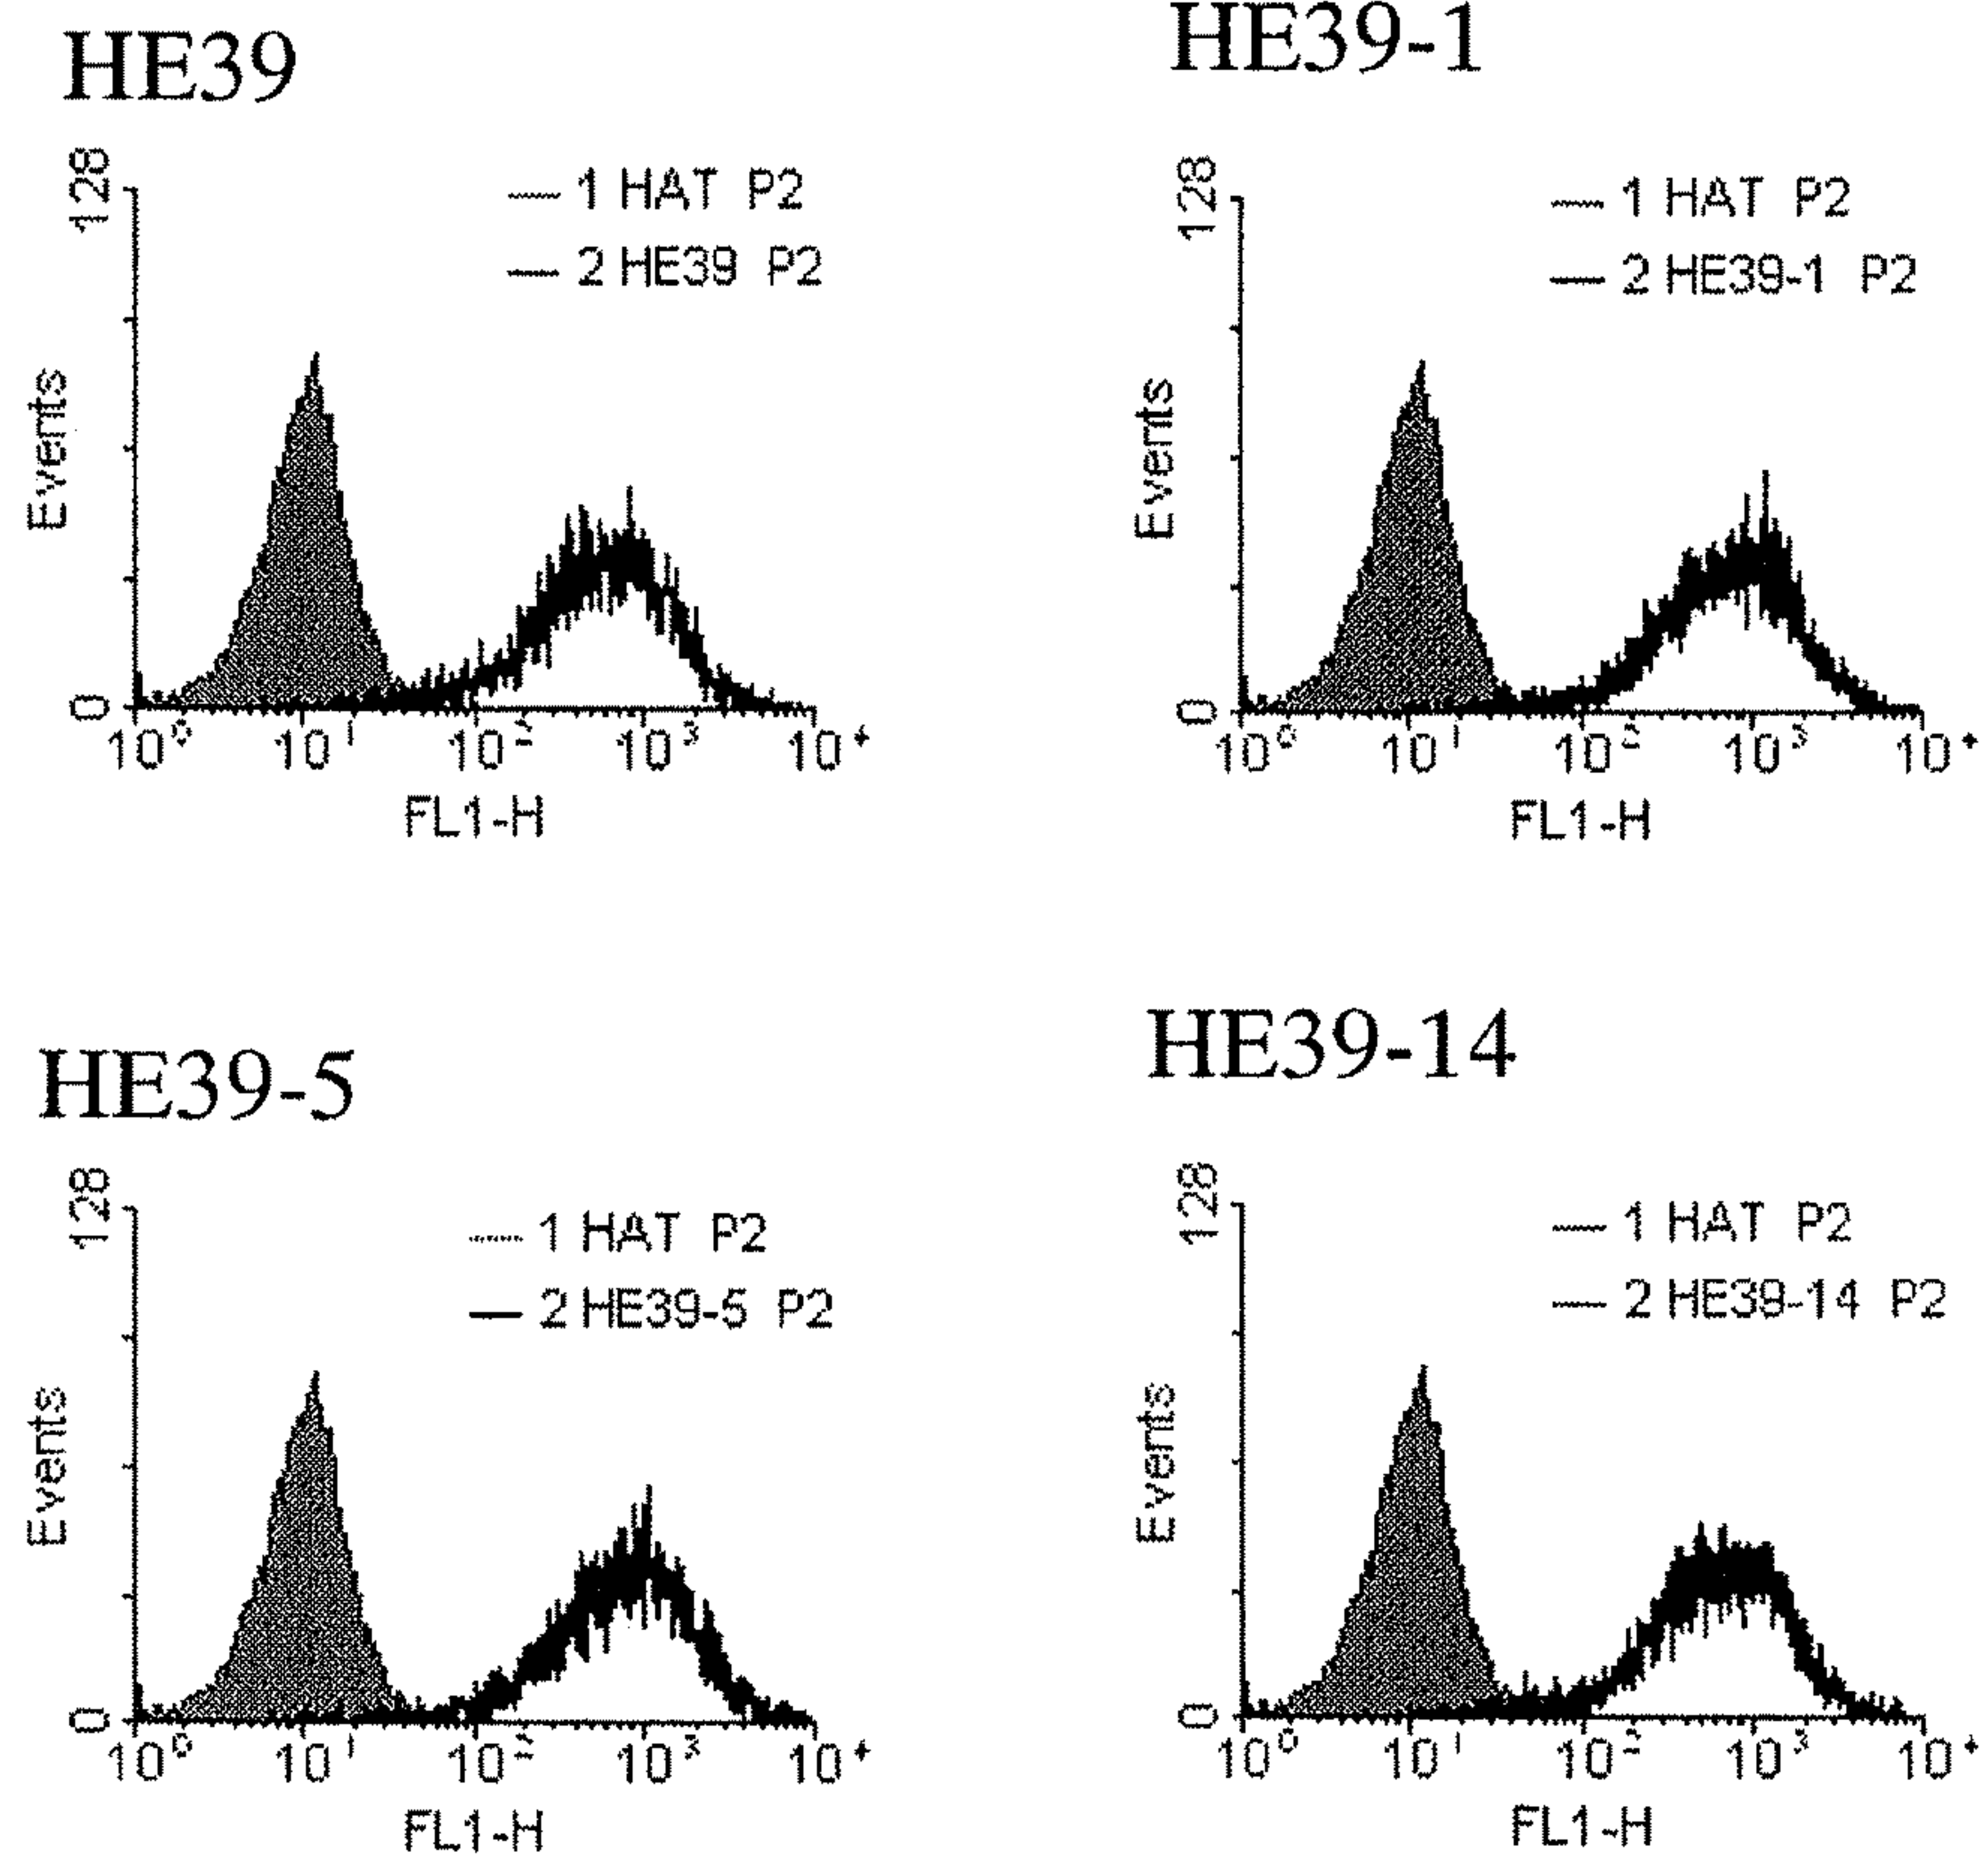 HE39
128
1 HAT P2
2 HE39 P2
Events
0
10⁰ 10¹ 10² 10³ 10⁴
FL1-H
HE39-1
128
1 HAT P2
2 HE39-1 P2
Events
0
10⁰ 10¹ 10² 10³ 10⁴
FL1-H
HE39-5
128
1 HAT P2
2 HE39-5 P2
Events
0
10⁰ 10¹ 10² 10³ 10⁴
FL1-H
HE39-14
128
1 HAT P2
2 HE39-14 P2
Events
0
10⁰ 10¹ 10² 10³ 10⁴
FL1-H